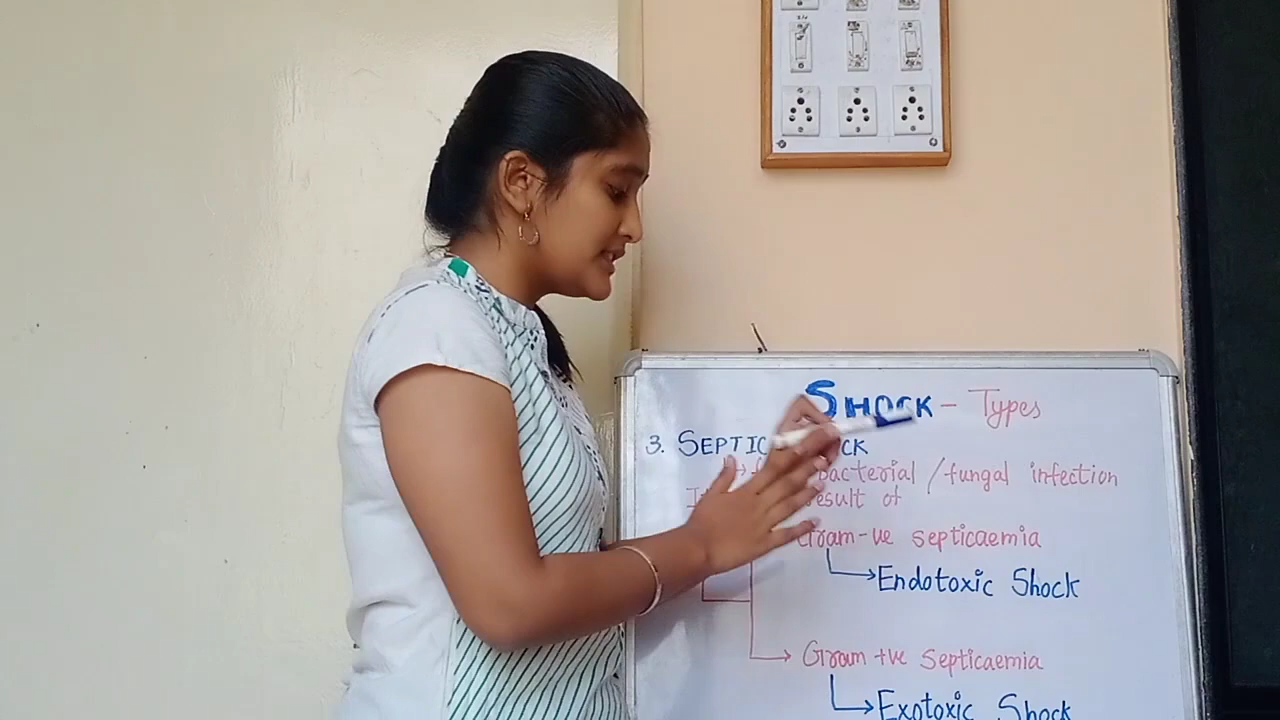 SHOCK - Types
3. SEPTIC
bacterial / fungal infection
result of
Gram-ve septicaemia
Endotoxic Shock
Gram +ve Septicaemia
Exotoxic Shock